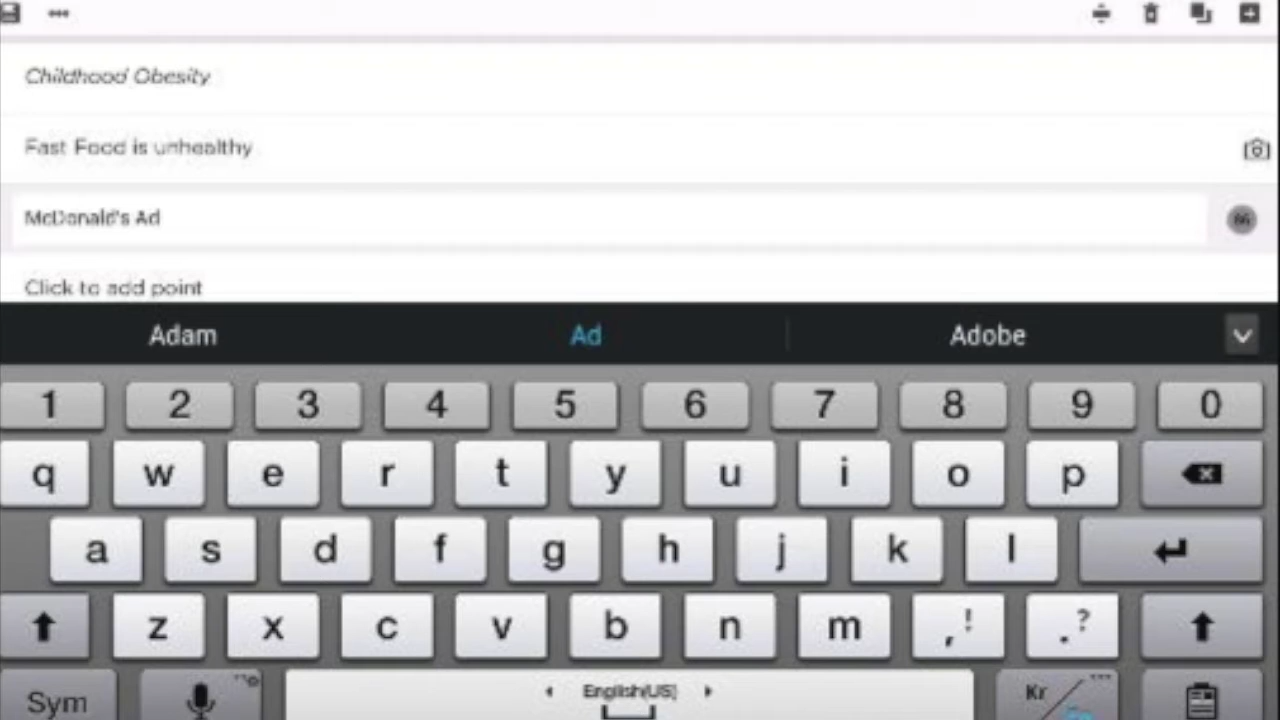 Childhood Obesity
Fast Food is unhealthy
McDonald's Ad
66
Click to add point
Adam Ad Adobe
1 2 3 4 5 6 7 8 9 0
q w e r t y u i o p
a s d f g h j k l
z x c v b n m , ! . ?
Sym English(US) Kr